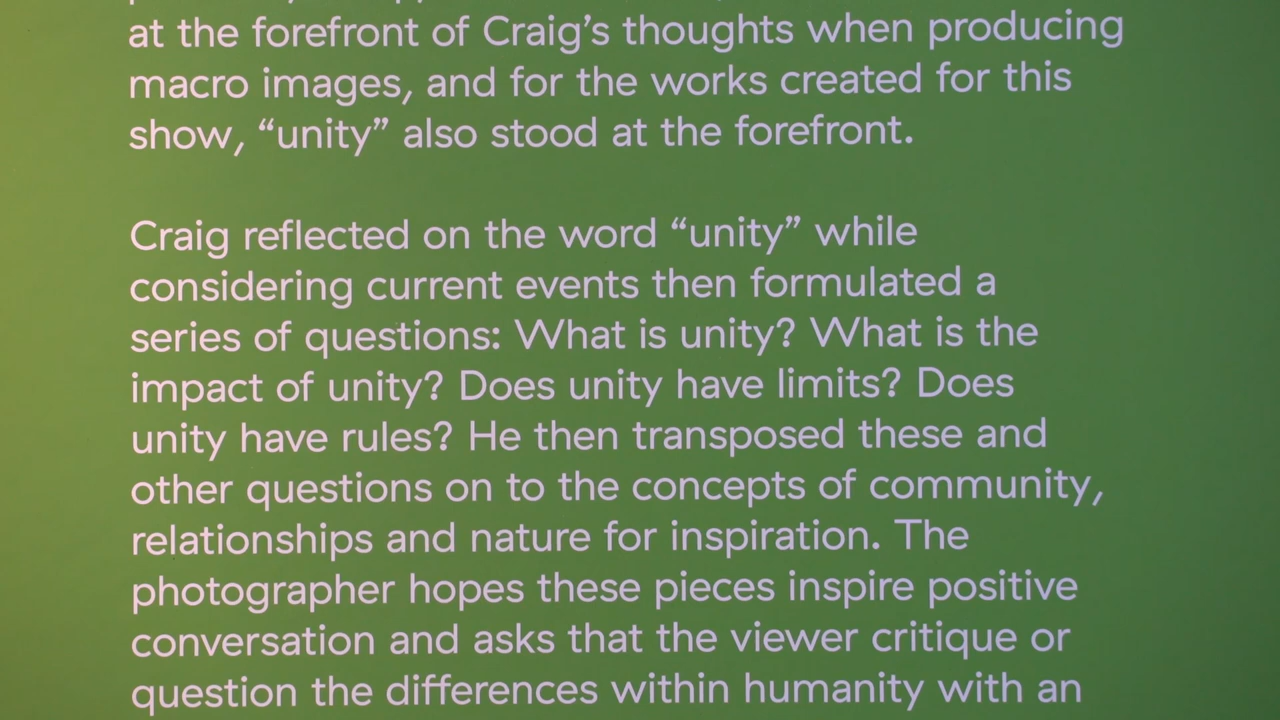 at the forefront of Craig’s thoughts when producing
macro images, and for the works created for this
show, “unity” also stood at the forefront.
Craig reflected on the word “unity” while
considering current events then formulated a
series of questions: What is unity? What is the
impact of unity? Does unity have limits? Does
unity have rules? He then transposed these and
other questions on to the concepts of community,
relationships and nature for inspiration. The
photographer hopes these pieces inspire positive
conversation and asks that the viewer critique or
question the differences within humanity with an